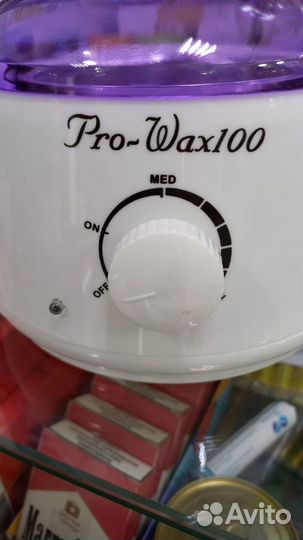 Pro-Wax100
MED
ON
OFF
Avito